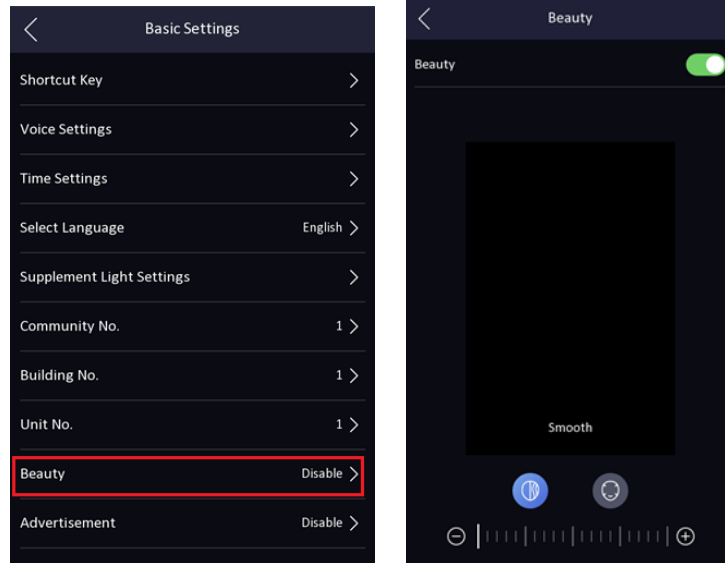 Basic Settings
Shortcut Key
Voice Settings
Time Settings
Select Language English
Supplement Light Settings
Community No. 1
Building No. 1
Unit No. 1
Beauty Disable
Advertisement Disable
Beauty
Beauty
Smooth